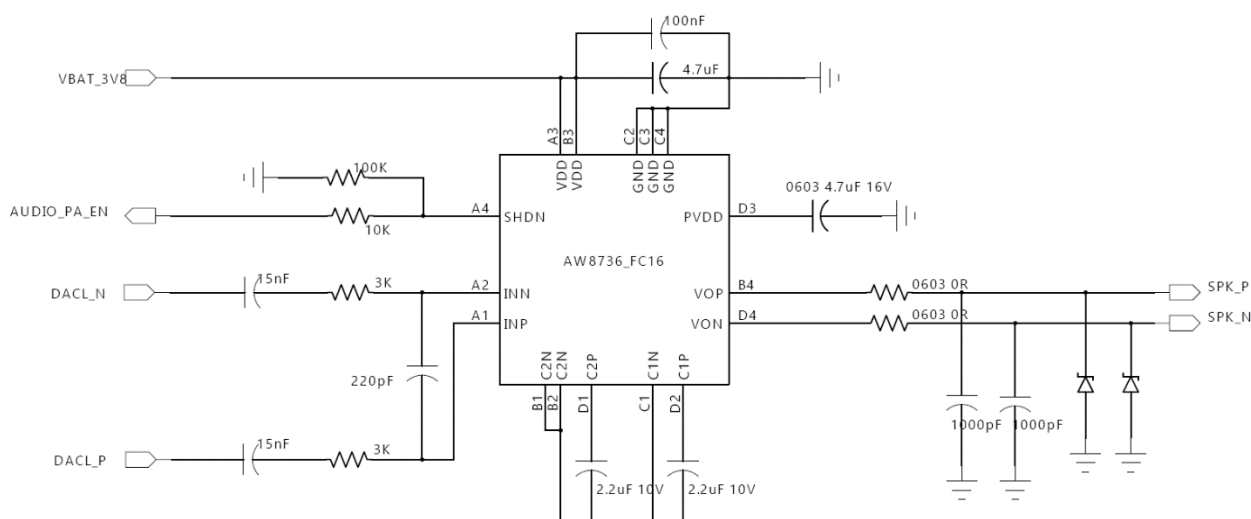 100nF
VBAT_3V8
4.7uF
A3
B3
C2
C3
C4
VDD
VDD
GND
GND
GND
100K
0603 4.7uF 16V
AUDIO_PA_EN
A4
SHDN
PVDD
D3
10K
AW8736_FC16
DACL_N
15nF
3K
A2
INN
VOP
B4
0603 0R
SPK_P
A1
INP
VON
D4
0603 0R
SPK_N
C2N
C2N
C2P
C1N
C1P
220pF
B1
B2
D1
C1
D2
1000pF
1000pF
DACL_P
15nF
3K
2.2uF 10V
2.2uF 10V